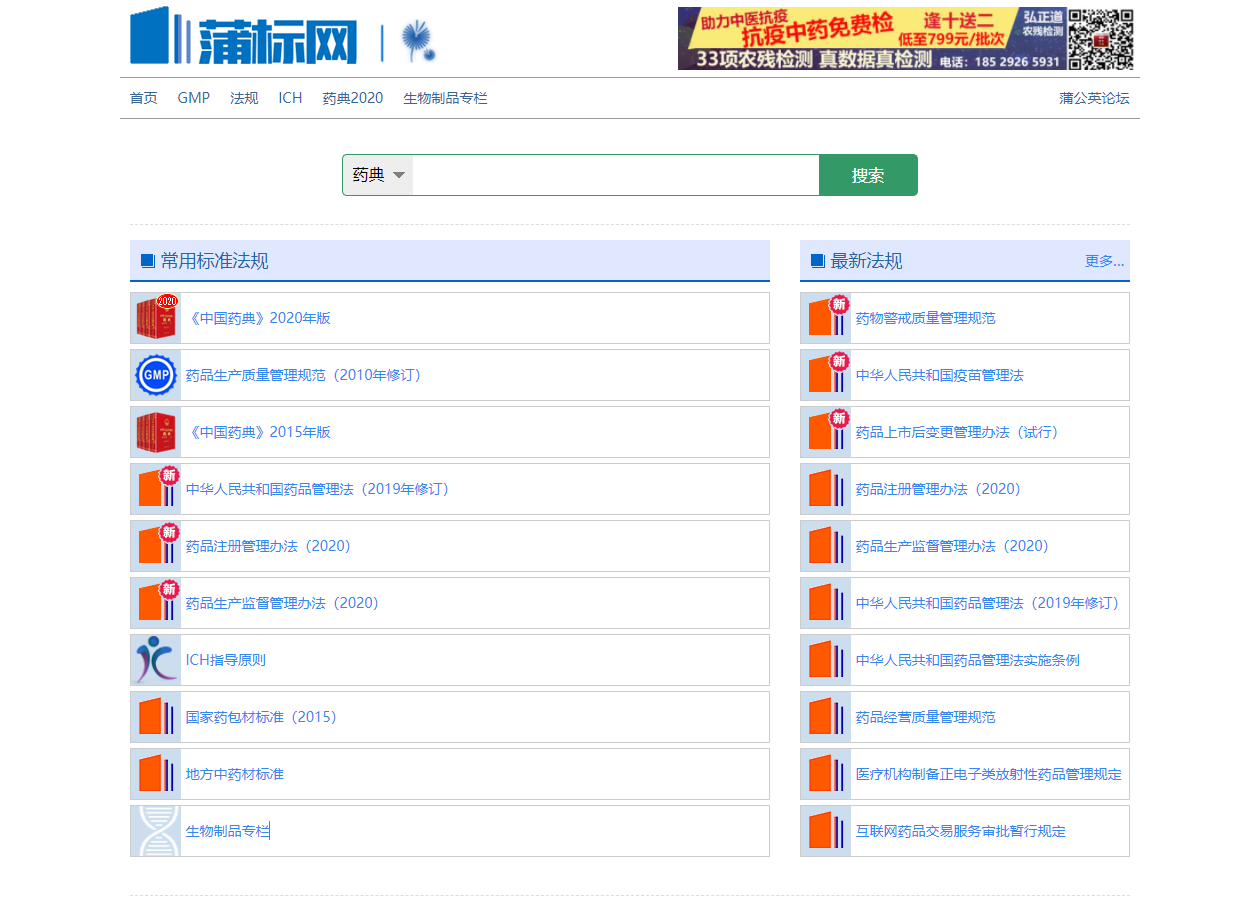 蒲标网
助力中医抗疫
抗疫中药免费检
逢十送二
低至799元/批次
弘正道
农残检测
33项农残检测 真数据真检测 电话：185 2926 5931
首页 GMP 法规 ICH 药典2020 生物制品专栏 蒲公英论坛
药典 搜索
常用标准法规
2020
《中国药典》2020年版
GMP
药品生产质量管理规范（2010年修订）
《中国药典》2015年版
新
中华人民共和国药品管理法（2019年修订）
新
药品注册管理办法（2020）
新
药品生产监督管理办法（2020）
ICH指导原则
国家药包材标准（2015）
地方中药材标准
生物制品专栏
最新法规 更多...
新
药物警戒质量管理规范
新
中华人民共和国疫苗管理法
新
药品上市后变更管理办法（试行）
药品注册管理办法（2020）
药品生产监督管理办法（2020）
中华人民共和国药品管理法（2019年修订）
中华人民共和国药品管理法实施条例
药品经营质量管理规范
医疗机构制备正电子类放射性药品管理规定
互联网药品交易服务审批暂行规定